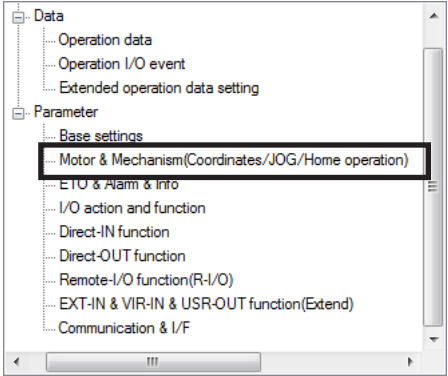 Data
Operation data
Operation I/O event
Extended operation data setting
Parameter
Base settings
Motor & Mechanism(Coordinates/JOG/Home operation)
ETO & Alarm & Info
I/O action and function
Direct-IN function
Direct-OUT function
Remote-I/O function(R-I/O)
EXT-IN & VIR-IN & USR-OUT function(Extend)
Communication & I/F